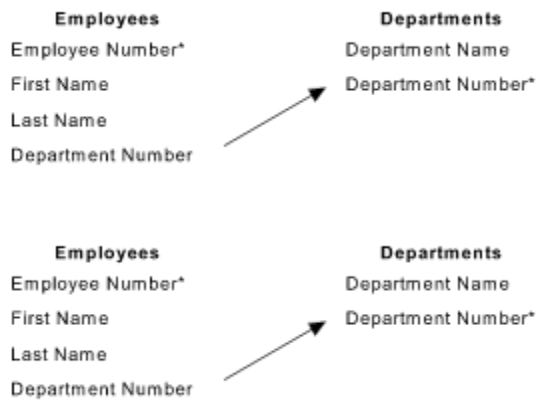 Employees Departments
Employee Number* Department Name
First Name Department Number*
Last Name
Department Number
Employees Departments
Employee Number* Department Name
First Name Department Number*
Last Name
Department Number